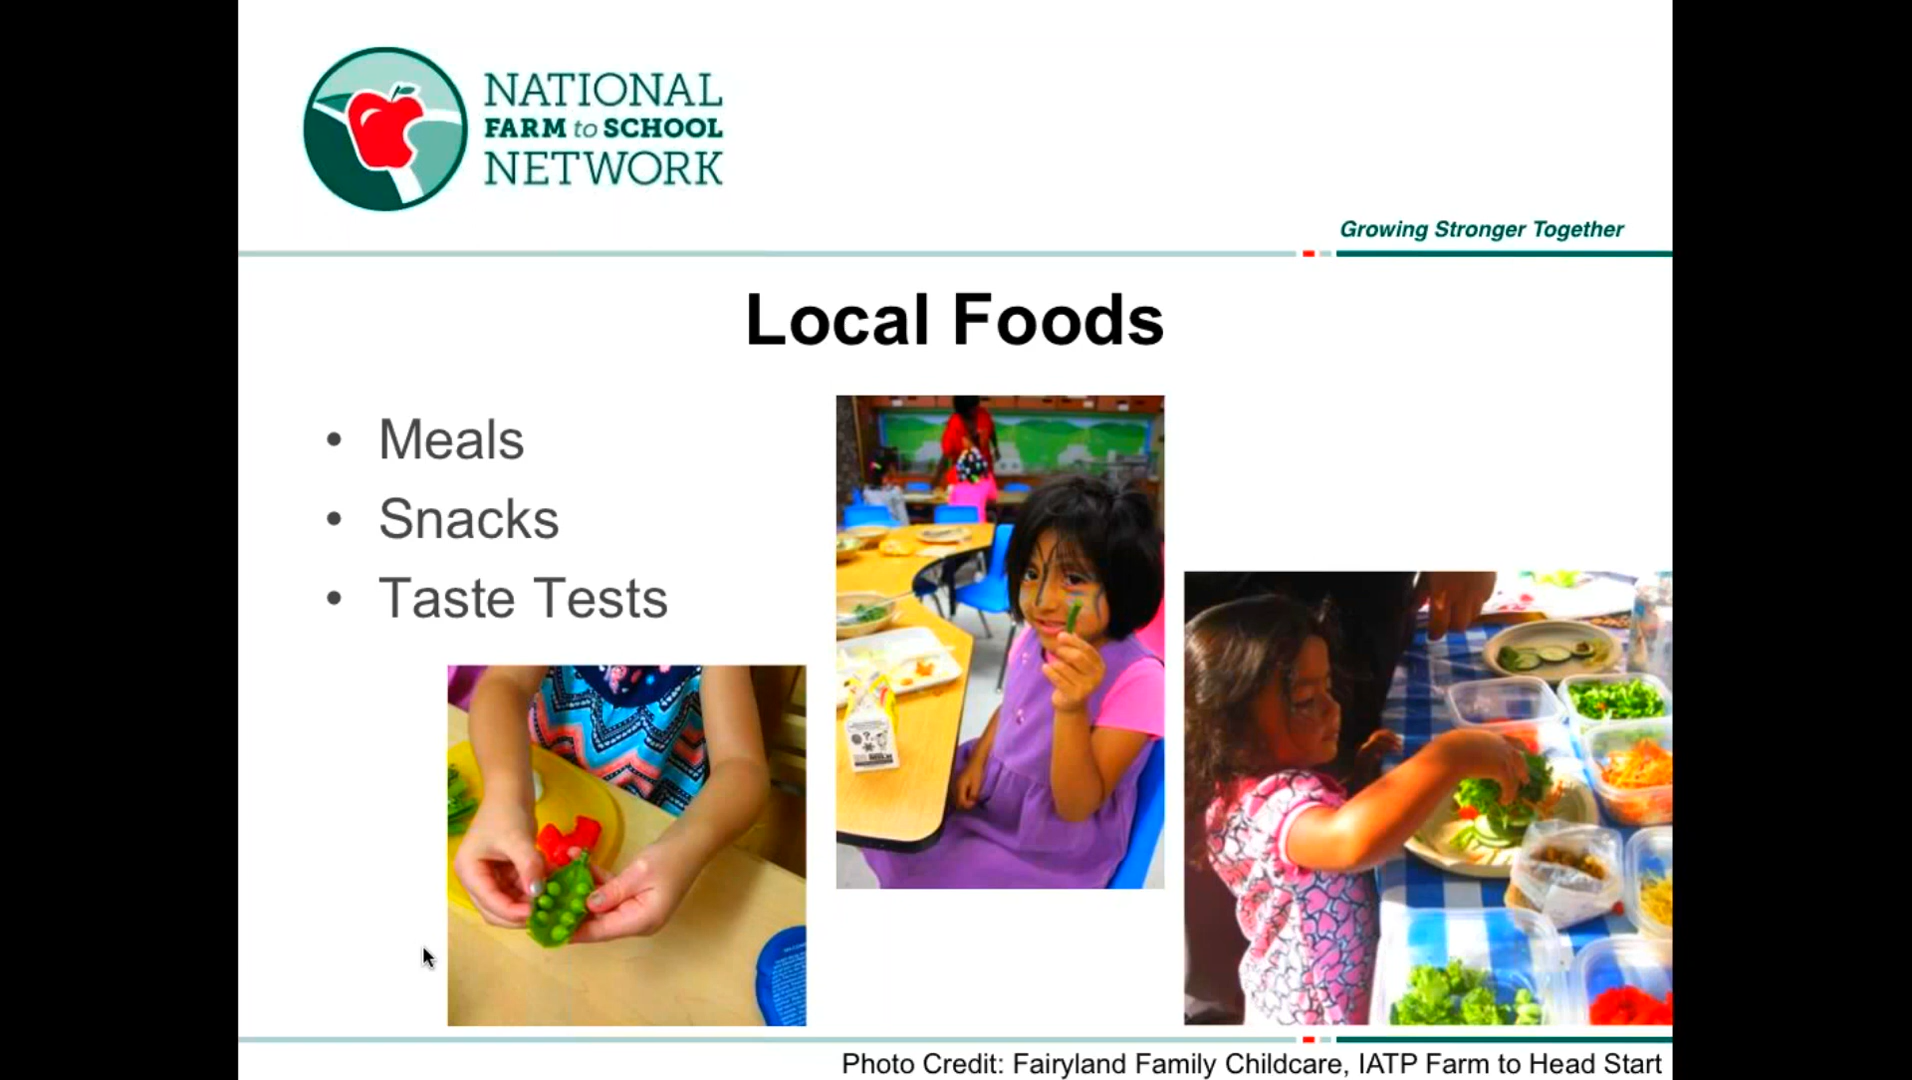 NATIONAL
FARM to SCHOOL
NETWORK
Growing Stronger Together
Local Foods
• Meals
• Snacks
• Taste Tests
Photo Credit: Fairyland Family Childcare, IATP Farm to Head Start